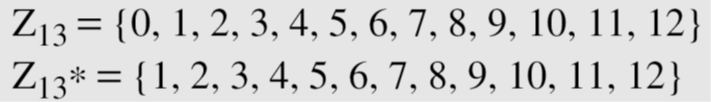 Z₁₃ = {0, 1, 2, 3, 4, 5, 6, 7, 8, 9, 10, 11, 12}
Z₁₃* = {1, 2, 3, 4, 5, 6, 7, 8, 9, 10, 11, 12}